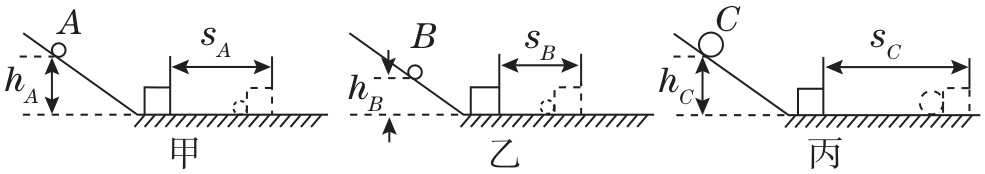 A s_A h_A
甲
B s_B h_B
乙
C s_C h_C
丙